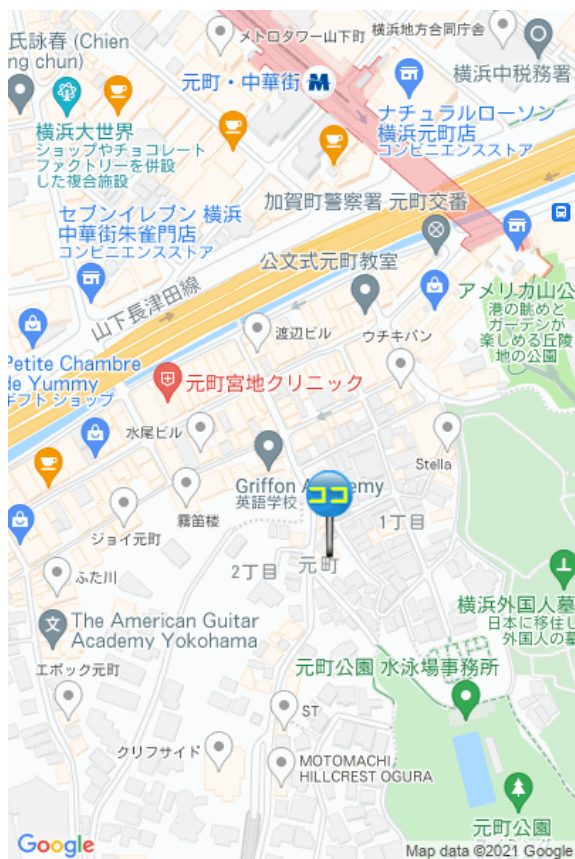 氏詠春 (Chien
ng chun)
メトロタワー山下町
横浜地方合同庁舎
横浜中税務署
元町・中華街
横浜大世界
ショップやチョコレート
ファクトリーを併設
した複合施設
ナチュラルローソン
横浜元町店
コンビニエンスストア
加賀町警察署 元町交番
セブンイレブン 横浜
中華街朱雀門店
コンビニエンスストア
公文式元町教室
山下長津田線
アメリカ山公
港の眺めと
ガーデンが
楽しめる丘陵
地の公園
渡辺ビル
ウチキパン
Petite Chambre
de Yummy
ギフト ショップ
元町宮地クリニック
水尾ビル
Stella
Griffon Academy
英語学校
ココ
霧笛楼
1丁目
ジョイ元町
2丁目
元町
ふた川
横浜外国人墓
日本に移住し
外国人の墓
The American Guitar
Academy Yokohama
元町公園 水泳場事務所
エポック元町
ST
クリフサイド
MOTOMACHI
HILLCREST OGURA
元町公園
Google
Map data ©2021 Google